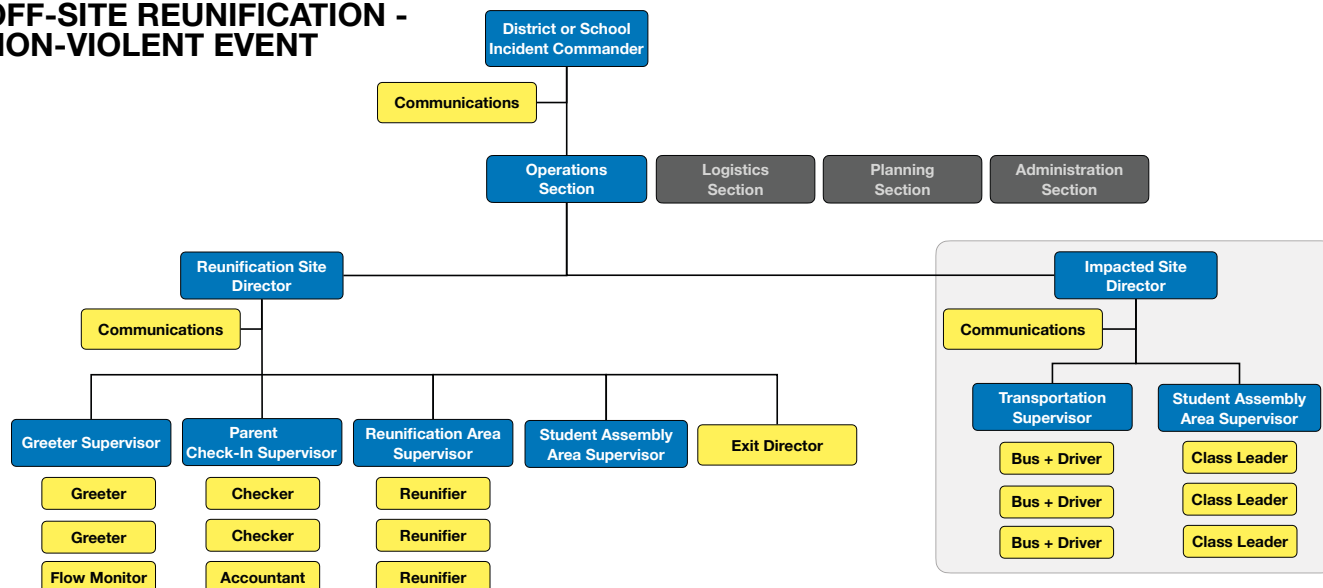 OFF-SITE REUNIFICATION -
NON-VIOLENT EVENT
District or School
Incident Commander
Communications
Operations
Section
Logistics
Section
Planning
Section
Administration
Section
Reunification Site
Director
Impacted Site
Director
Communications
Communications
Transportation
Supervisor
Student Assembly
Area Supervisor
Greeter Supervisor
Parent
Check-In Supervisor
Reunification Area
Supervisor
Student Assembly
Area Supervisor
Exit Director
Bus + Driver
Class Leader
Greeter
Checker
Reunifier
Bus + Driver
Class Leader
Greeter
Checker
Reunifier
Bus + Driver
Class Leader
Flow Monitor
Accountant
Reunifier